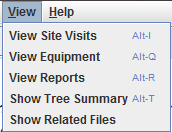 View Help
View Site Visits Alt-I
View Equipment Alt-Q
View Reports Alt-R
Show Tree Summary Alt-T
Show Related Files